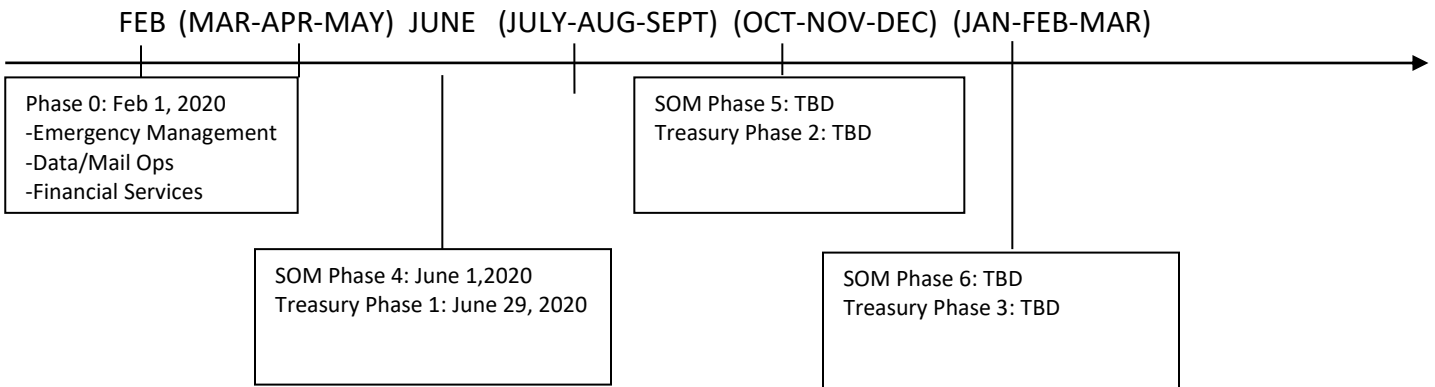 FEB (MAR-APR-MAY) JUNE (JULY-AUG-SEPT) (OCT-NOV-DEC) (JAN-FEB-MAR)
Phase 0: Feb 1, 2020
-Emergency Management
-Data/Mail Ops
-Financial Services
SOM Phase 5: TBD
Treasury Phase 2: TBD
SOM Phase 4: June 1,2020
Treasury Phase 1: June 29, 2020
SOM Phase 6: TBD
Treasury Phase 3: TBD